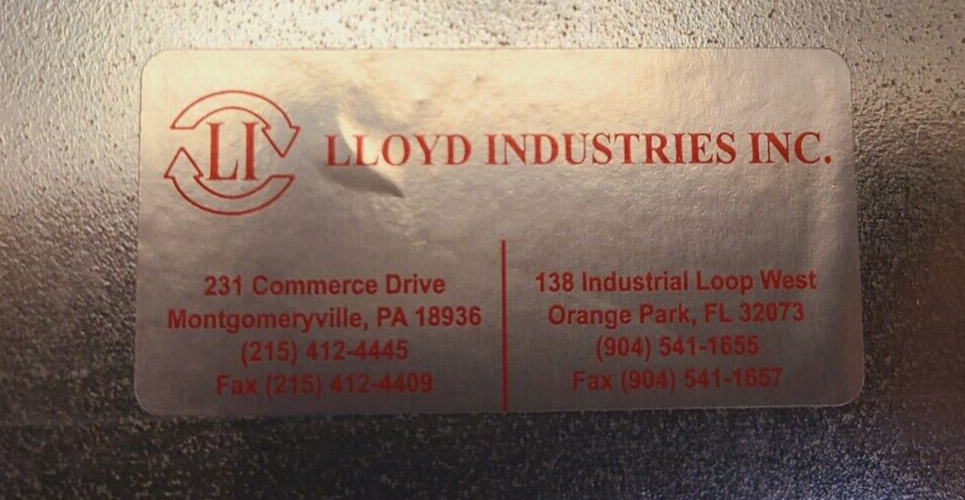 LI
LLOYD INDUSTRIES INC.
231 Commerce Drive
Montgomeryville, PA 18936
(215) 412-4445
Fax (215) 412-4409
138 Industrial Loop West
Orange Park, FL 32073
(904) 541-1655
Fax (904) 541-1657